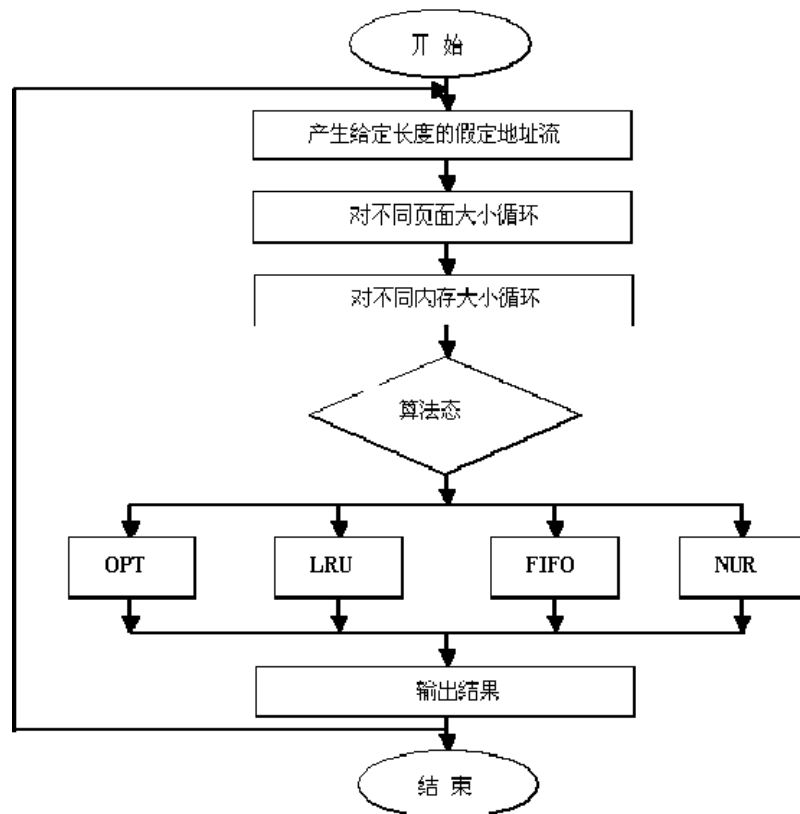 开 始
产生给定长度的假定地址流
对不同页面大小循环
对不同内存大小循环
算法态
OPT LRU FIFO NUR
输出结果
结 束